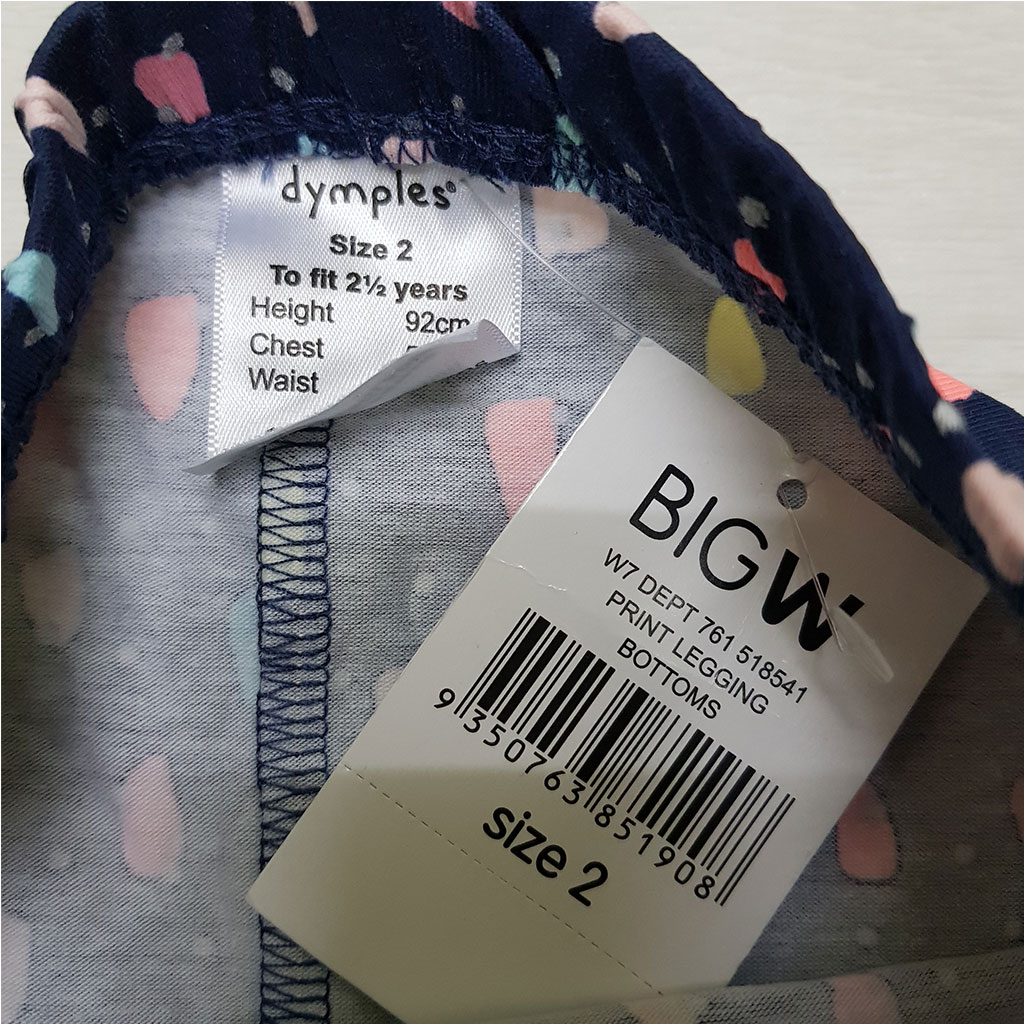 dymples®
Size 2
To fit 2½ years
Height 92cm
Chest
Waist
BIGW
W7 DEPT 761 518541
PRINT LEGGING
BOTTOMS
9 350763 851908
size 2